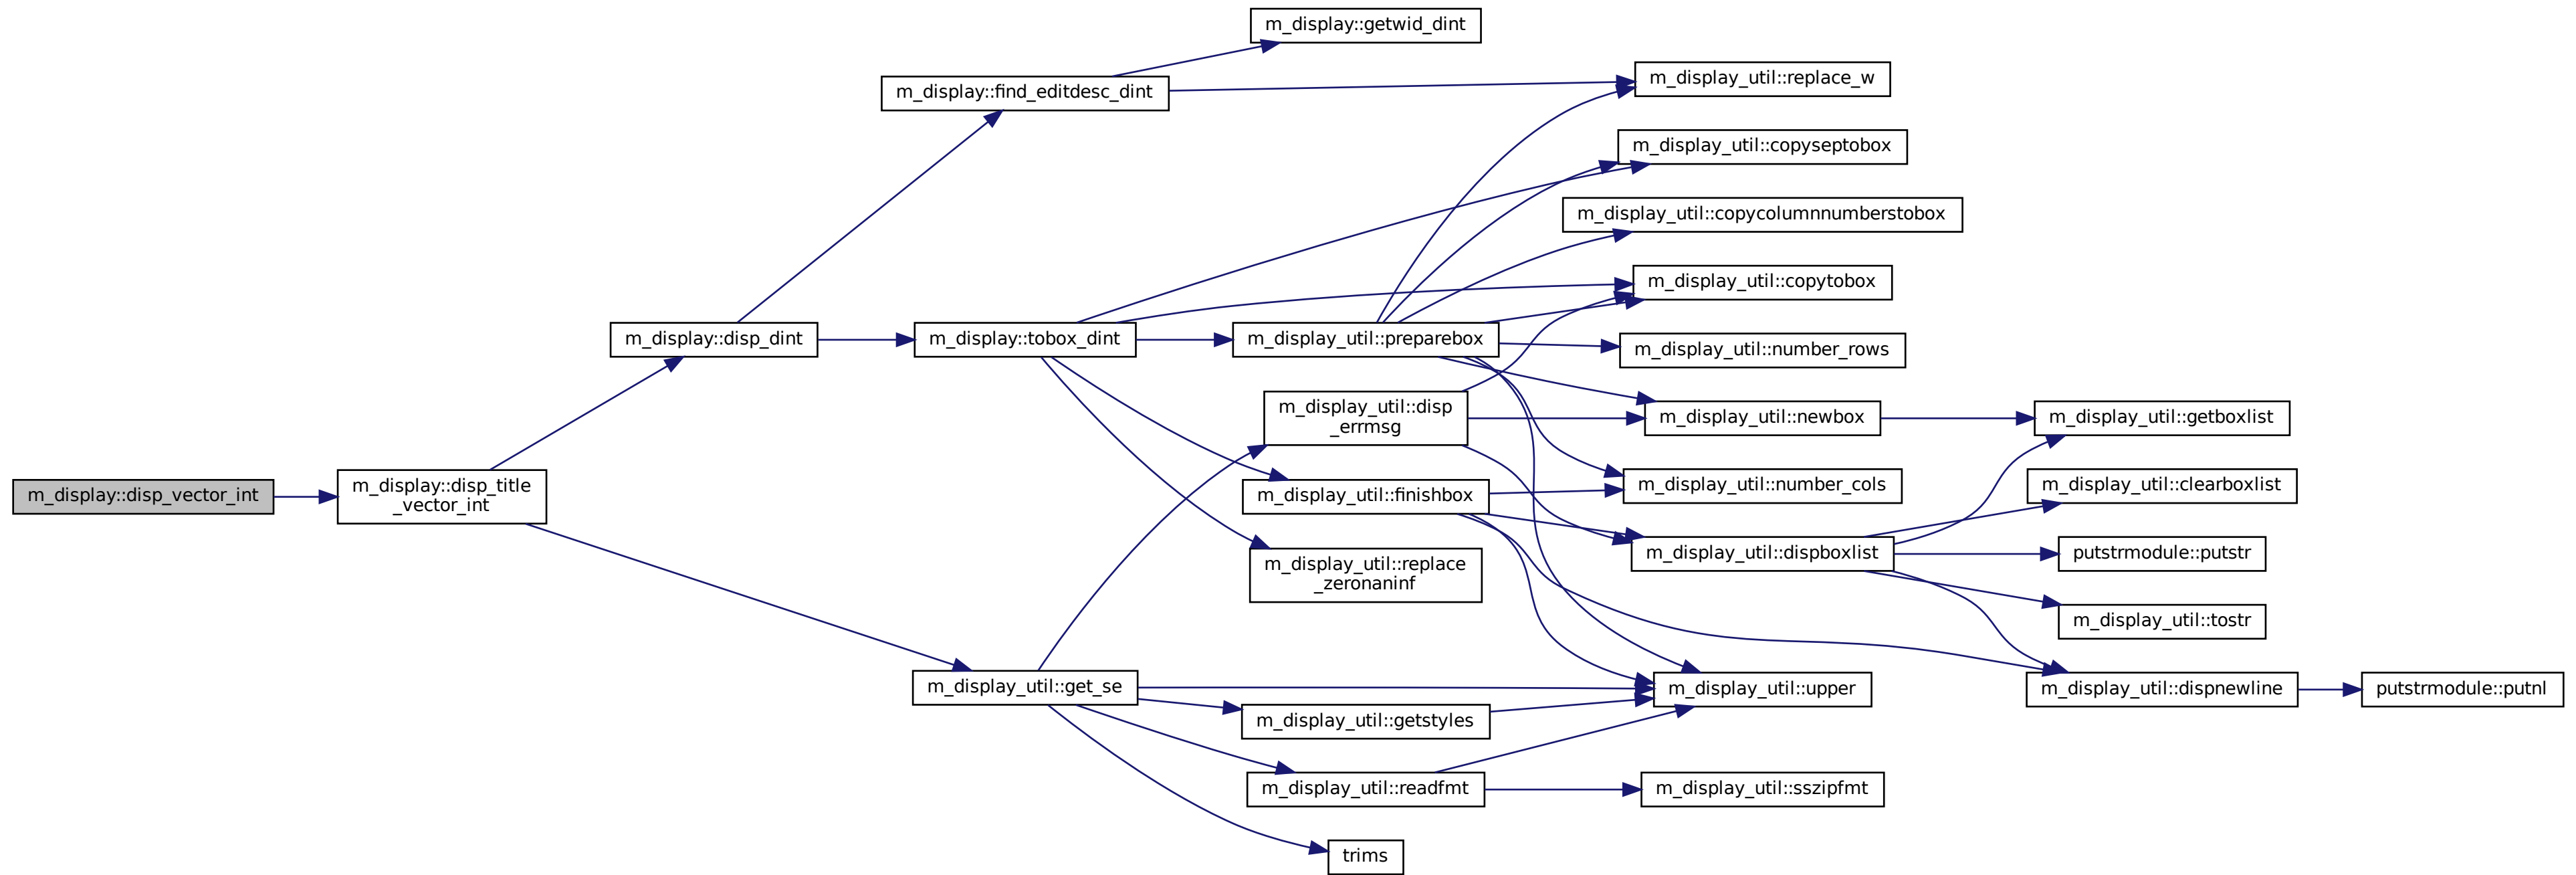 m_display::getwid_dint
m_display_util::replace_w
m_display::find_editdesc_dint
m_display_util::copyseptobox
m_display_util::copycolumnnumberstobox
m_display_util::copytobox
m_display::disp_dint
m_display::tobox_dint
m_display_util::preparebox
m_display_util::number_rows
m_display_util::disp
_errmsg
m_display_util::newbox
m_display_util::getboxlist
m_display::disp_vector_int
m_display::disp_title
_vector_int
m_display_util::finishbox
m_display_util::number_cols
m_display_util::clearboxlist
m_display_util::dispboxlist
putstrmodule::putstr
m_display_util::replace
_zeronaninf
m_display_util::tostr
m_display_util::get_se
m_display_util::upper
m_display_util::dispnewline
putstrmodule::putnl
m_display_util::getstyles
m_display_util::readfmt
m_display_util::sszipfmt
trims